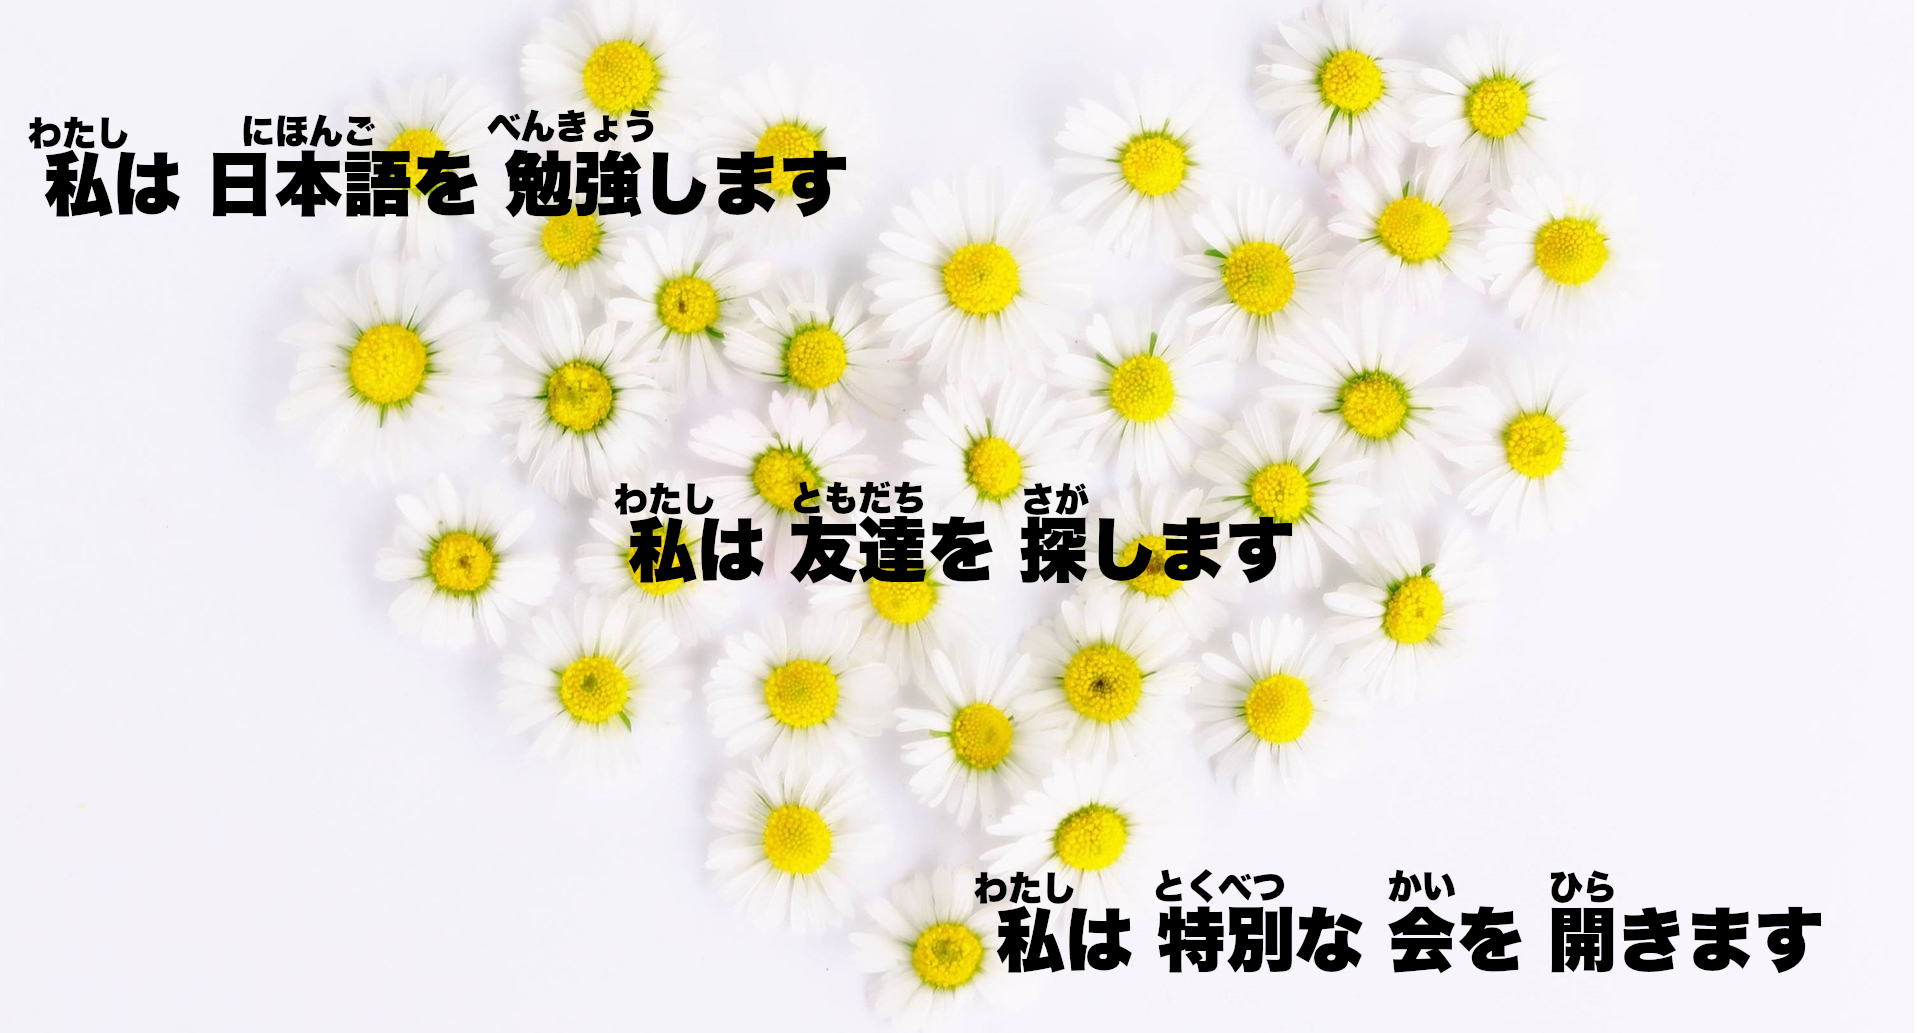 わたし にほんご べんきょう
私は 日本語を 勉強します
わたし ともだち さが
私は 友達を 探します
わたし とくべつ かい ひら
私は 特別な 会を 開きます